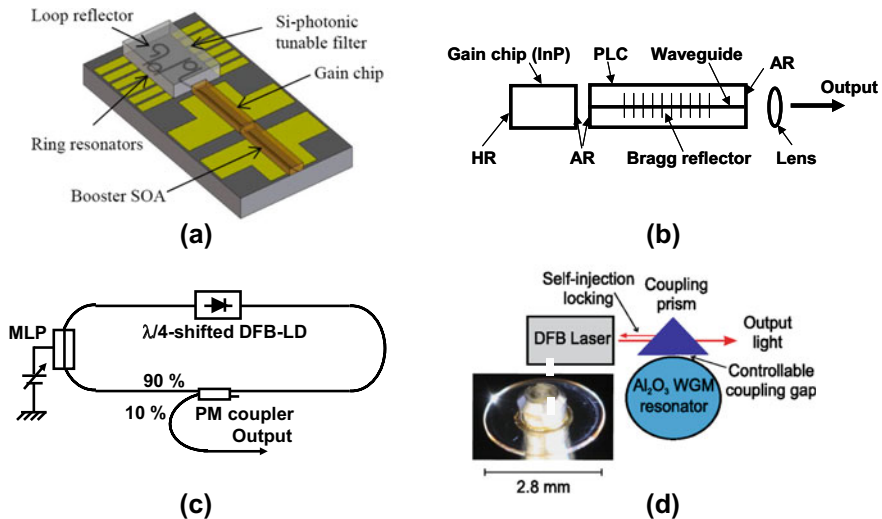 Loop reflector
Si-photonic
tunable filter
Gain chip
Ring resonators
Booster SOA
(a)
Gain chip (InP)
PLC
Waveguide
AR
Output
HR
AR
Bragg reflector
Lens
(b)
MLP
λ/4-shifted DFB-LD
90 %
10 %
PM coupler
Output
(c)
Self-injection
locking
Coupling
prism
DFB Laser
Output
light
Controllable
coupling gap
Al₂O₃ WGM
resonator
2.8 mm
(d)